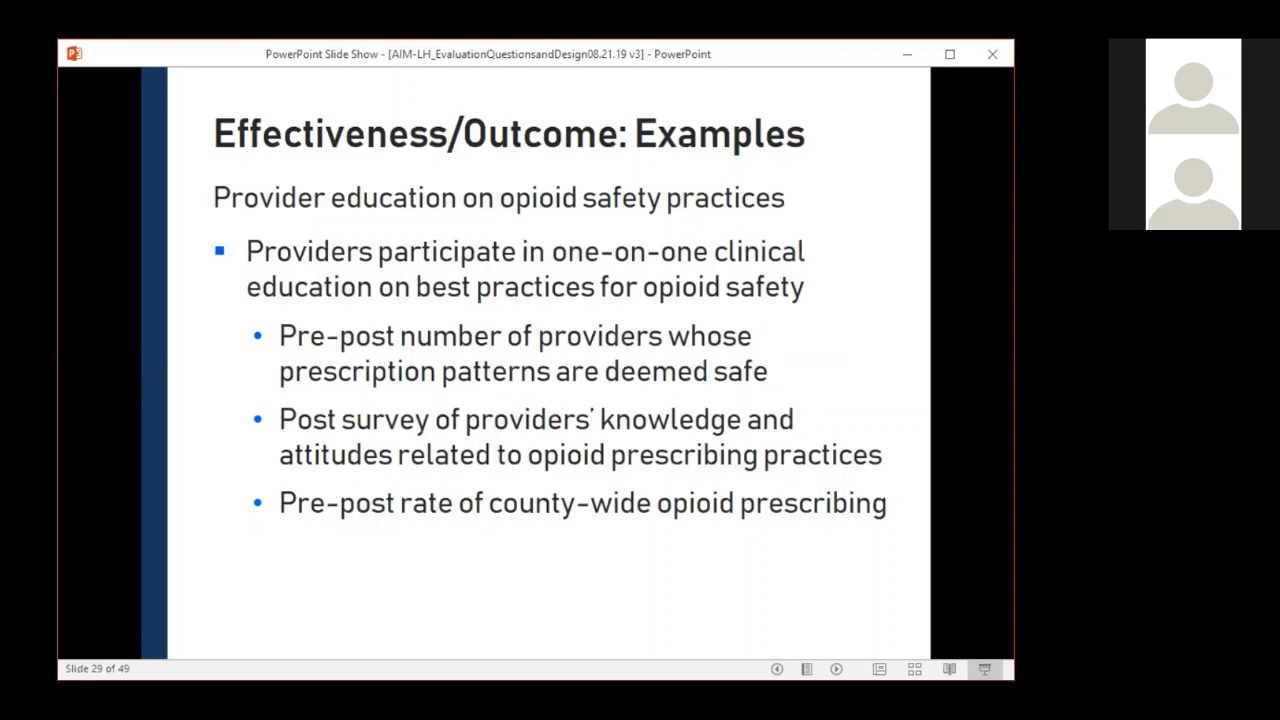 PowerPoint Slide Show - [AIM-LH_EvaluationQuestionsandDesign08.21.19 v3] - PowerPoint
Effectiveness/Outcome: Examples
Provider education on opioid safety practices
Providers participate in one-on-one clinical
education on best practices for opioid safety
Pre-post number of providers whose
prescription patterns are deemed safe
Post survey of providers’ knowledge and
attitudes related to opioid prescribing practices
Pre-post rate of county-wide opioid prescribing
Slide 29 of 49